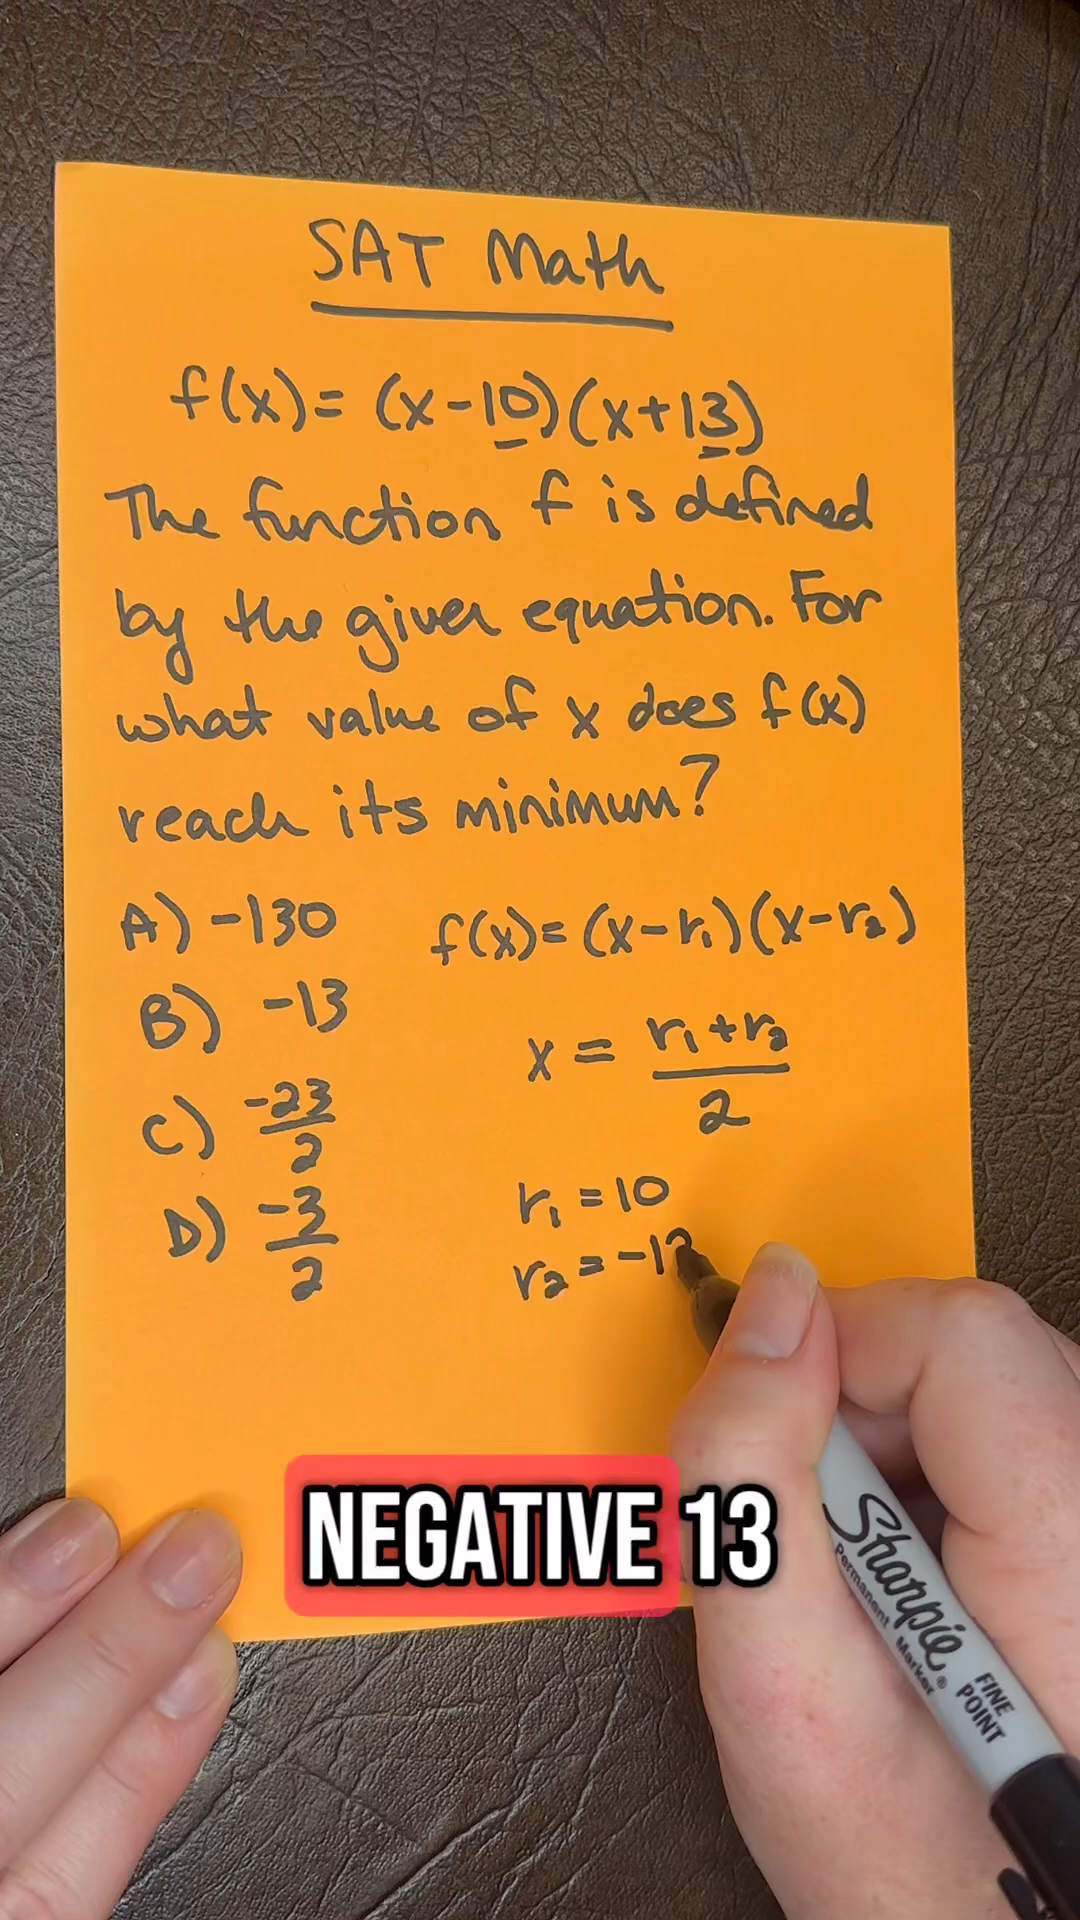 SAT Math
f(x)= (x-10)(x+13)
The function f is defined
by the given equation. For
what value of x does f(x)
reach its minimum?
A) -130
B) -13
C) -23/2
D) -3/2
f(x)= (x-r₁)(x-r₂)
x = r₁+r₂/2
r₁ = 10
r₂ = -13
NEGATIVE 13
Sharpie®
Permanent Marker
FINE
POINT